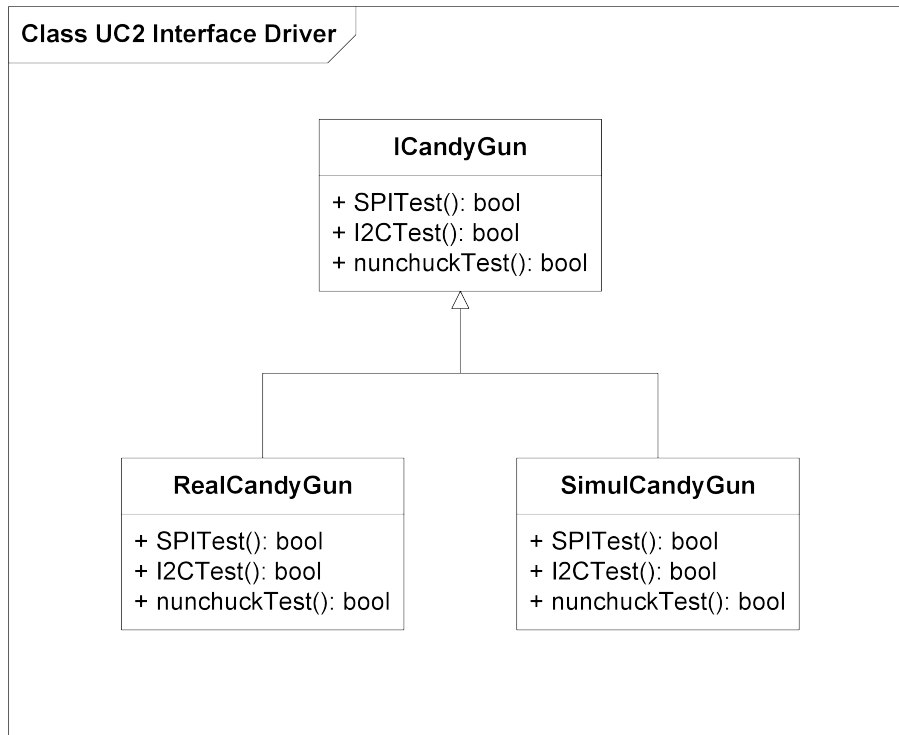 Class UC2 Interface Driver
ICandyGun
+ SPITest(): bool
+ I2CTest(): bool
+ nunchuckTest(): bool
RealCandyGun
+ SPITest(): bool
+ I2CTest(): bool
+ nunchuckTest(): bool
SimulCandyGun
+ SPITest(): bool
+ I2CTest(): bool
+ nunchuckTest(): bool